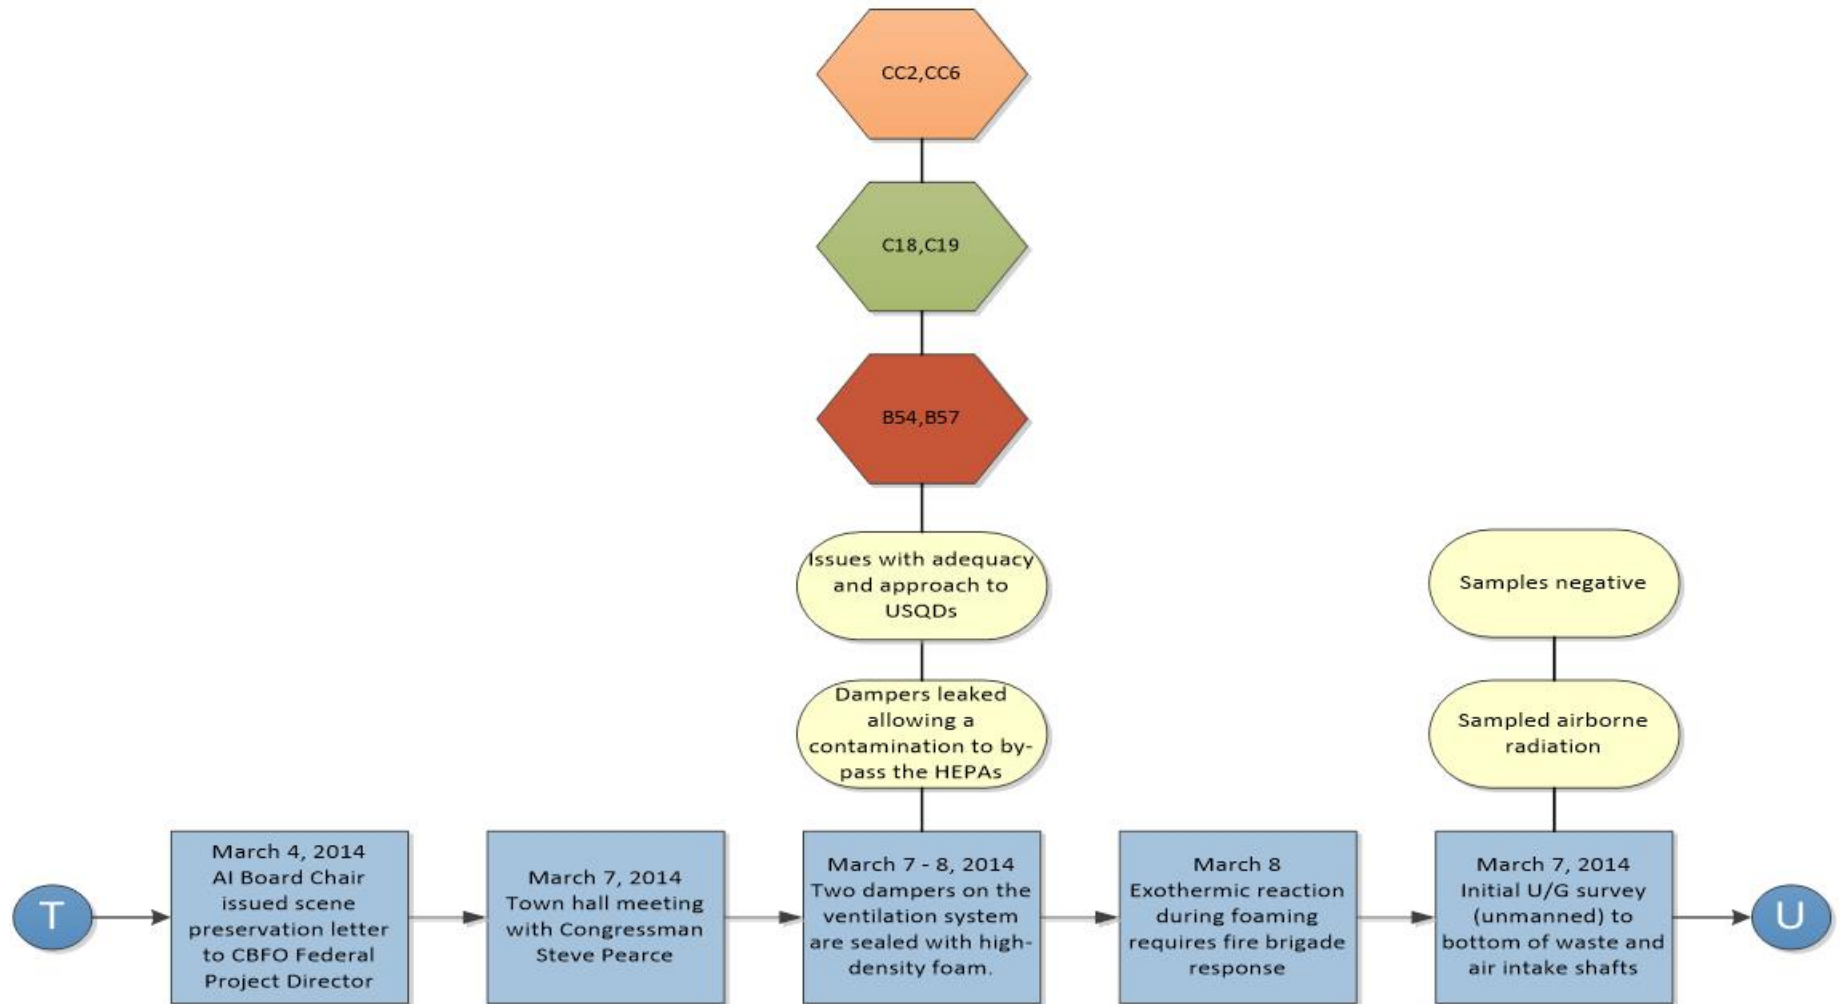 CC2,CC6
C18,C19
B54,B57
Issues with adequacy
and approach to
USQDs
Samples negative
Dampers leaked
allowing a
contamination to by-
pass the HEPAs
Sampled airborne
radiation
T
March 4, 2014
AI Board Chair
issued scene
preservation letter
to CBFO Federal
Project Director
March 7, 2014
Town hall meeting
with Congressman
Steve Pearce
March 7 - 8, 2014
Two dampers on the
ventilation system
are sealed with high-
density foam.
March 8
Exothermic reaction
during foaming
requires fire brigade
response
March 7, 2014
Initial U/G survey
(unmanned) to
bottom of waste and
air intake shafts
U